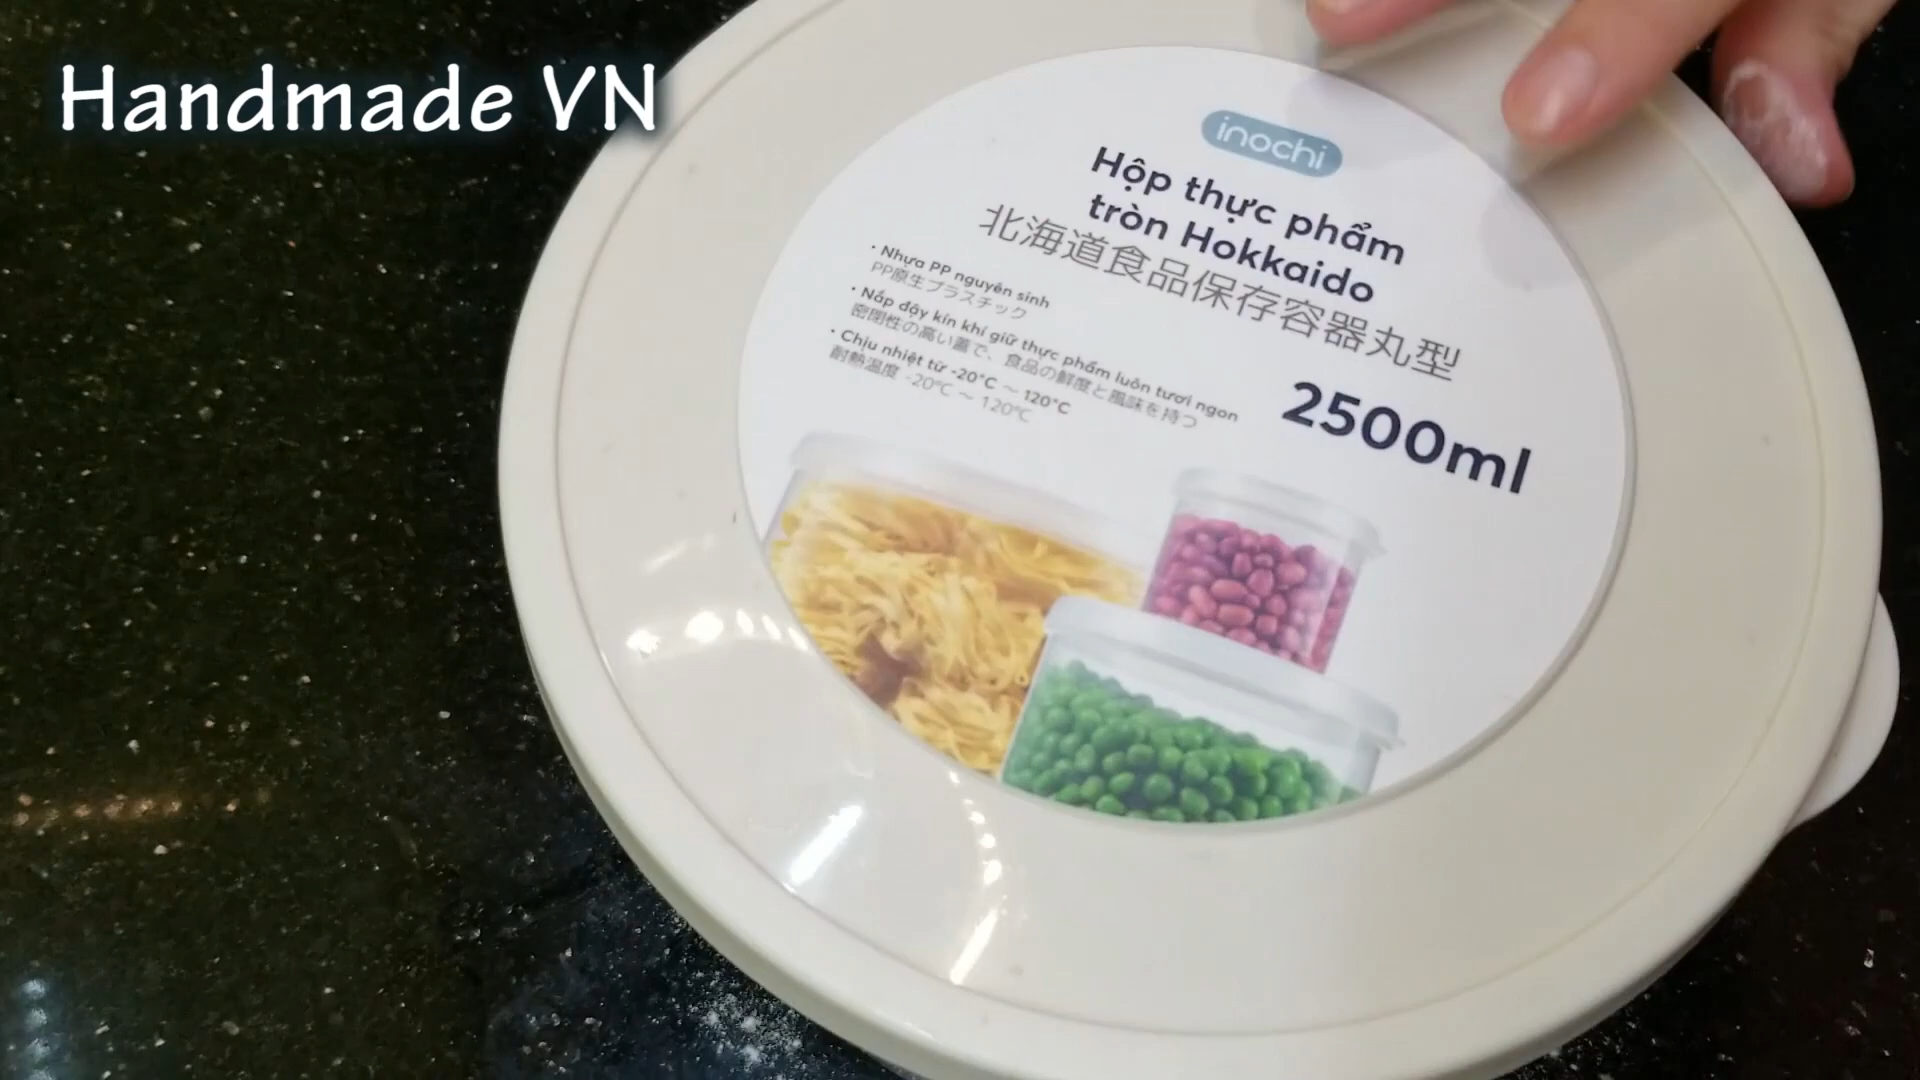 Handmade VN
inochi
Hộp thực phẩm
tròn Hokkaido
北海道食品保存容器丸型
• Nhựa PP nguyên sinh
PP原生プラスチック
• Nắp đậy kín khí giữ thực phẩm luôn tươi ngon
密閉性の高い蓋で、食品の鮮度と風味を持つ
• Chịu nhiệt từ -20°C ~ 120°C
耐熱温度 -20℃ ~ 120℃
2500ml